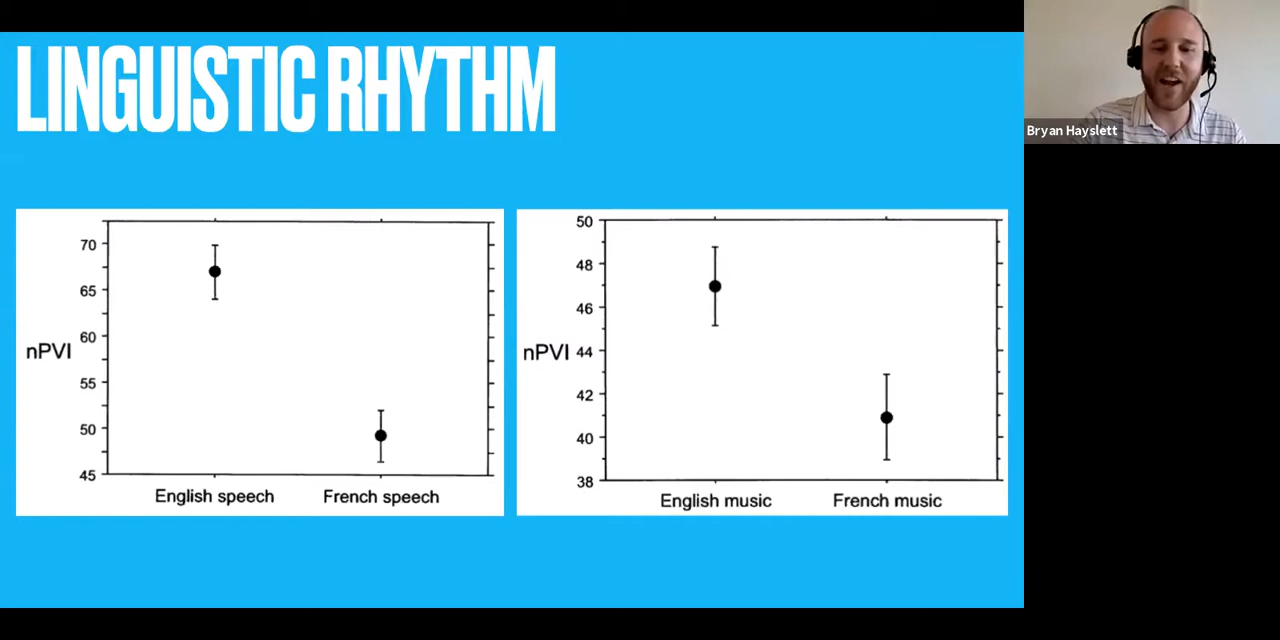 LINGUISTIC RHYTHM
Bryan Hayslett
70
65
60
nPVI
55
50
45
English speech French speech
50
48
46
nPVI
44
42
40
38
English music French music